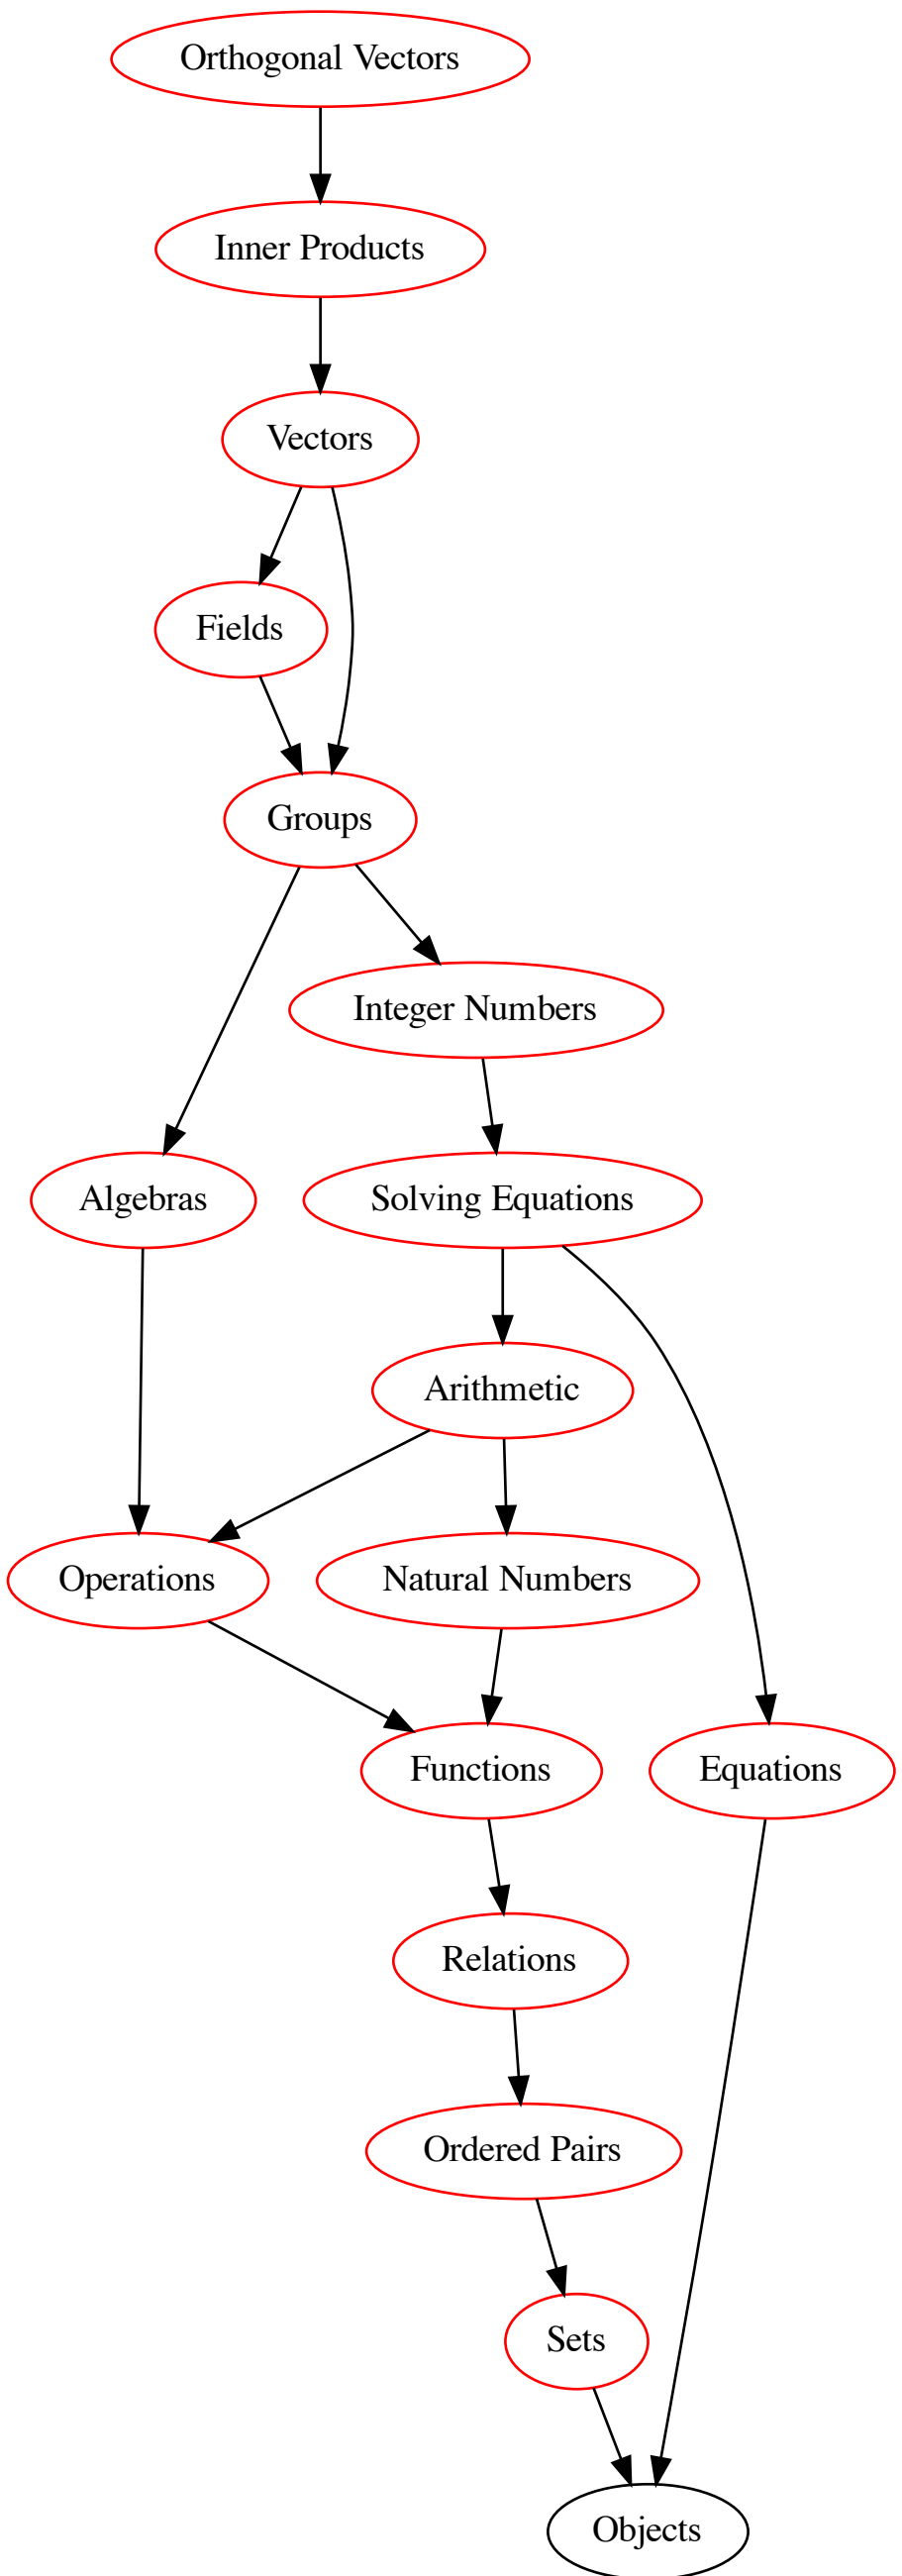 Orthogonal Vectors
Inner Products
Vectors
Fields
Groups
Integer Numbers
Algebras
Solving Equations
Arithmetic
Operations
Natural Numbers
Functions
Equations
Relations
Ordered Pairs
Sets
Objects